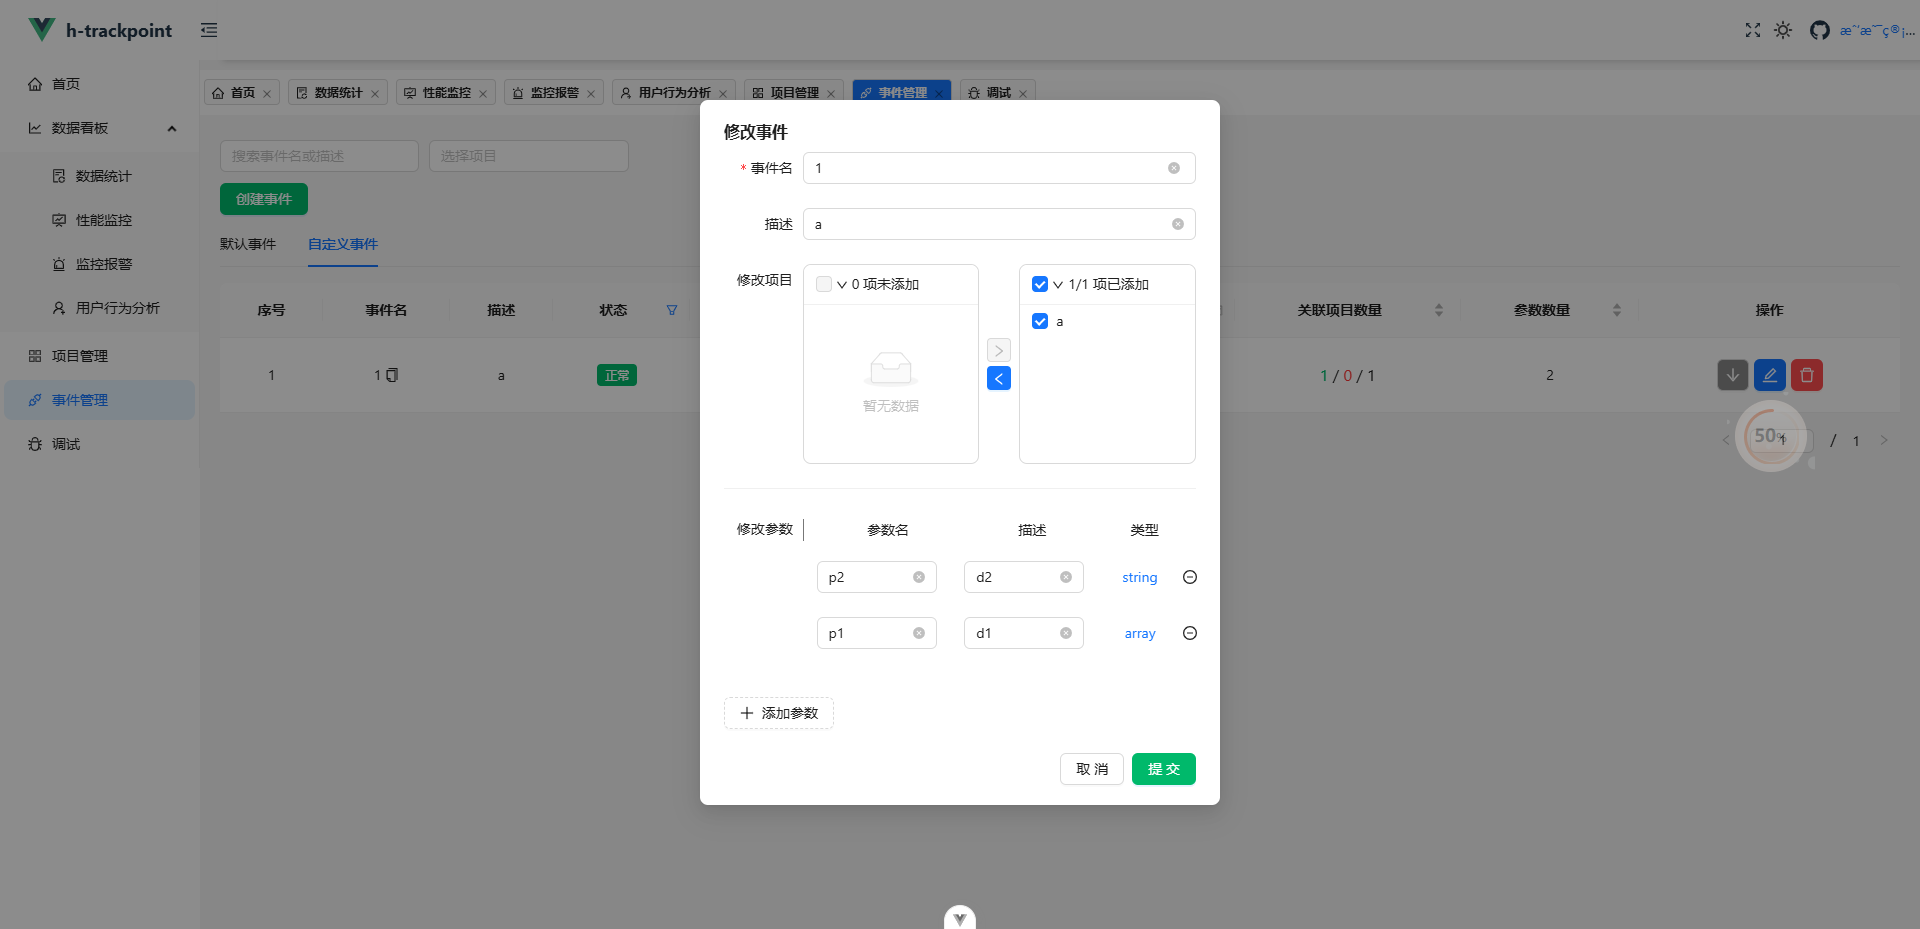 h-trackpoint
æˆ‘æ˜¯ç®¡...
首页
数据看板
数据统计
性能监控
监控报警
用户行为分析
项目管理
事件管理
调试
首页
数据统计
性能监控
监控报警
用户行为分析
项目管理
事件管理
调试
搜索事件名或描述
选择项目
创建事件
默认事件
自定义事件
序号
事件名
描述
状态
关联项目数量
参数数量
操作
1
1
a
正常
1 / 0 / 1
2
1 / 1
50%
修改事件
* 事件名
1
描述
a
修改项目
0 项未添加
暂无数据
1/1 项已添加
a
修改参数
参数名
描述
类型
p2
d2
string
p1
d1
array
添加参数
取 消
提 交